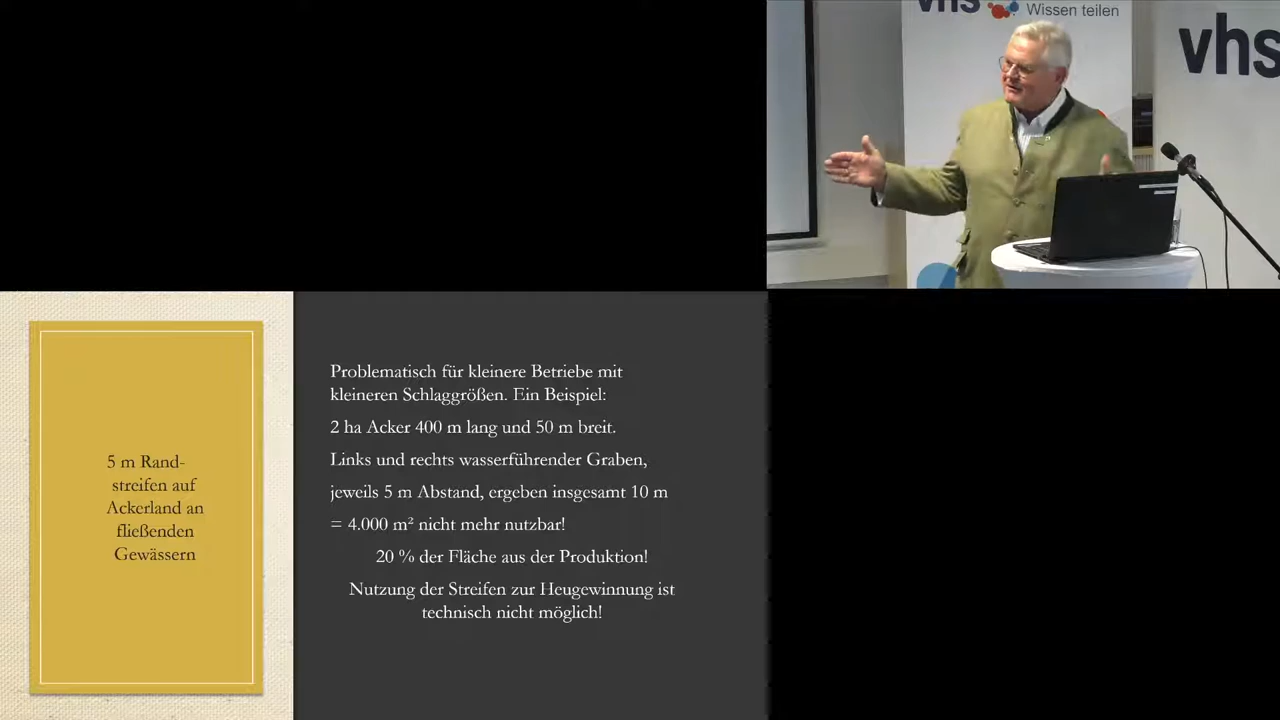 vhs
Wissen teilen
vhs
5 m Rand-
streifen auf
Ackerland an
fließenden
Gewässern
Problematisch für kleinere Betriebe mit
kleineren Schlaggrößen. Ein Beispiel:
2 ha Acker 400 m lang und 50 m breit.
Links und rechts wasserführender Graben,
jeweils 5 m Abstand, ergeben insgesamt 10 m
= 4.000 m² nicht mehr nutzbar!
20 % der Fläche aus der Produktion!
Nutzung der Streifen zur Heugewinnung ist
technisch nicht möglich!